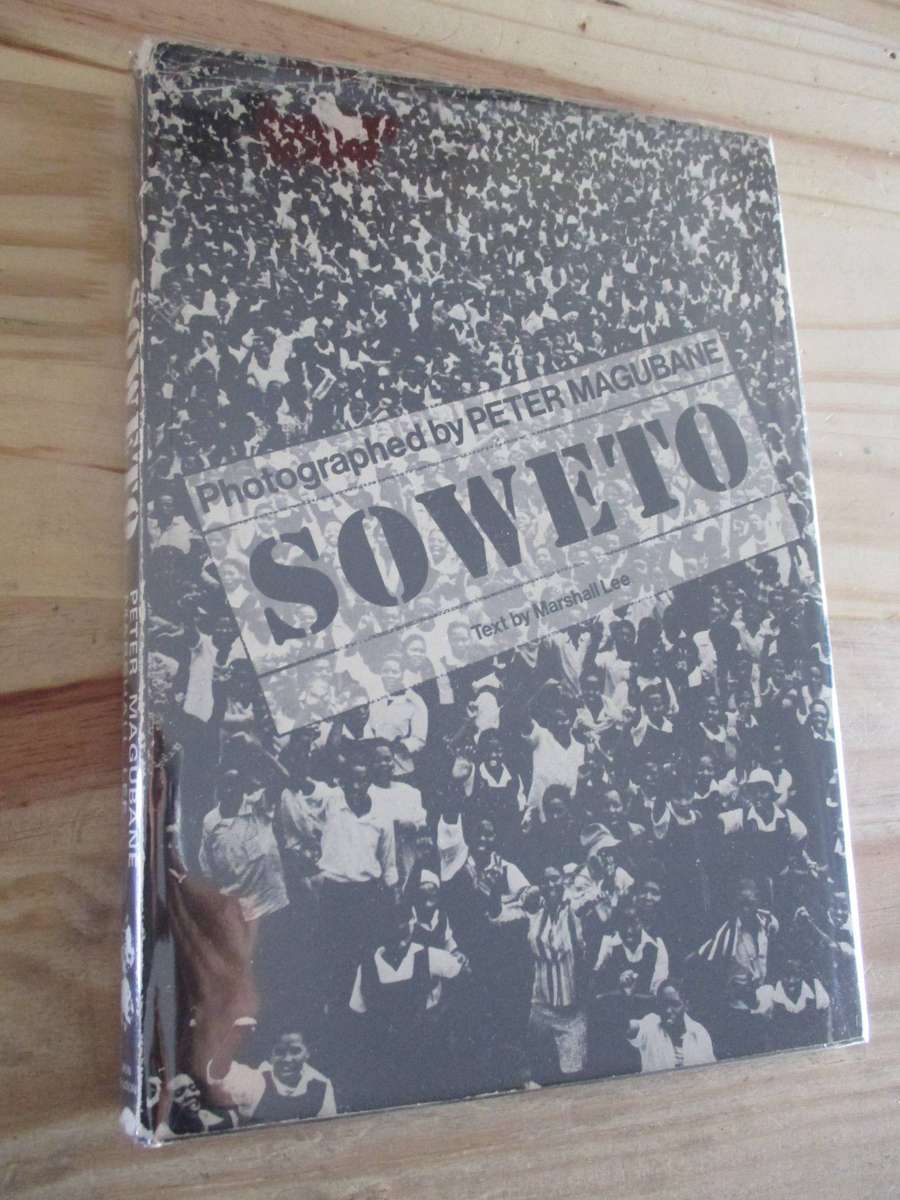 Photographed by PETER MAGUBANE
SOWETO
Text by Marshall Lee
SOWETO
PETER MAGUBANE